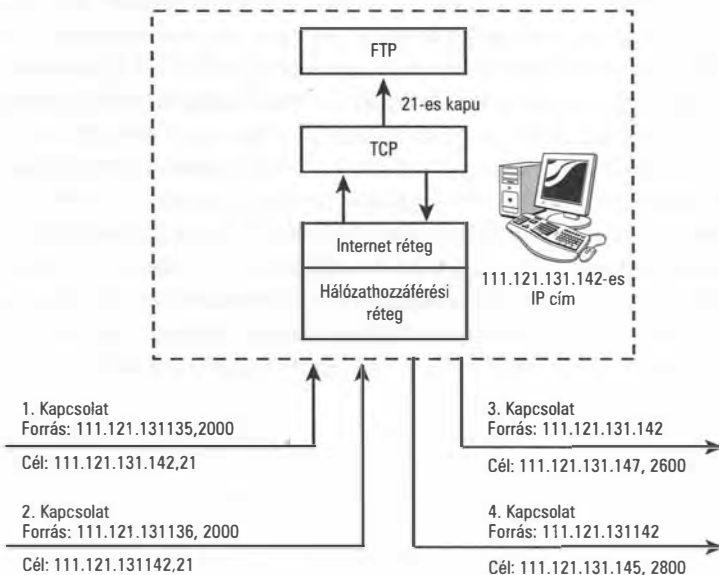 FTP
21-es kapu
TCP
Internet réteg
Hálózathozzáférési
réteg
111.121.131.142-es
IP cím
1. Kapcsolat
Forrás: 111.121.131135,2000
Cél: 111.121.131.142,21
2. Kapcsolat
Forrás: 111.121.131136, 2000
Cél: 111.121.131142,21
3. Kapcsolat
Forrás: 111.121.131.142
Cél: 111.121.131.147, 2600
4. Kapcsolat
Forrás: 111.121.131142
Cél: 111.121.131.145, 2800